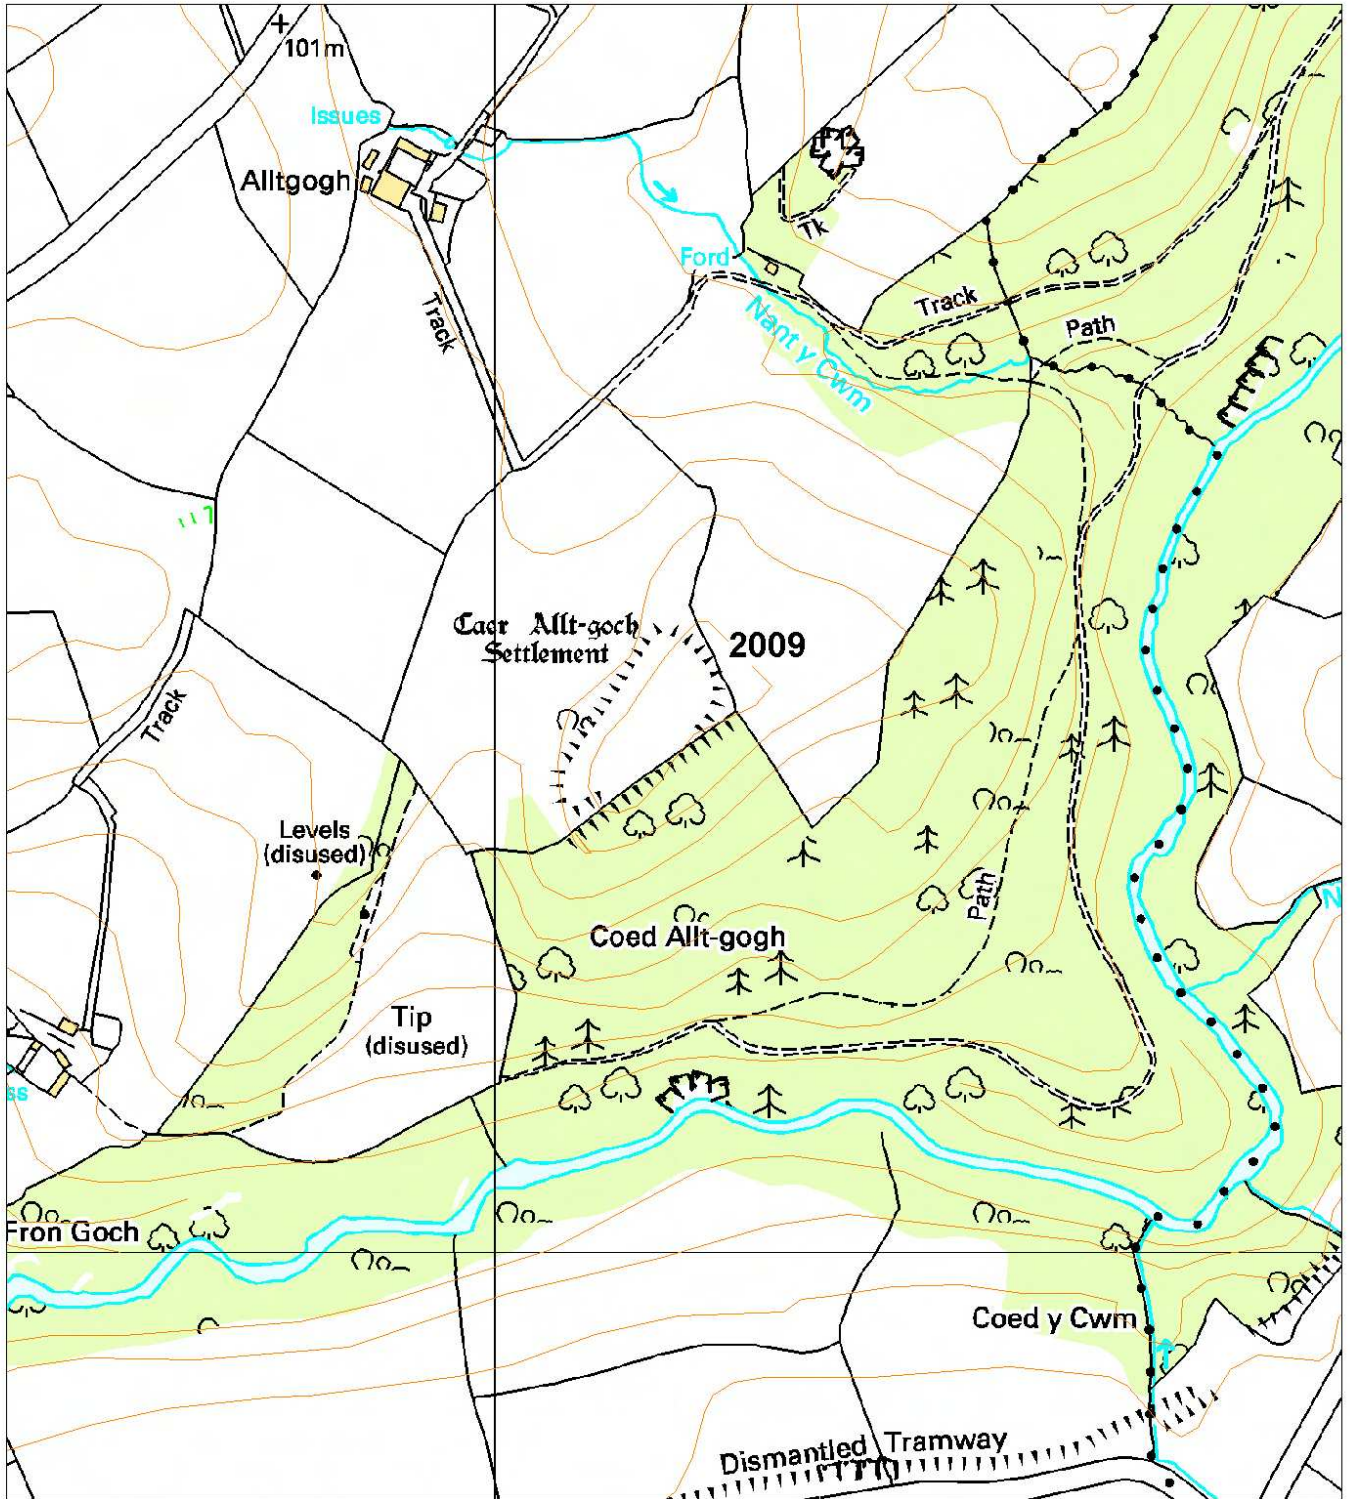 101m
Issues
Alltgogh
Track
Ford
Tk
Nant y Cwm
Track
Path
Caer Allt-goch
Settlement
2009
Track
Levels
(disused)
Path
Coed Allt-gogh
N
Tip
(disused)
ss
Fron Goch
Coed y Cwm
Dismantled Tramway